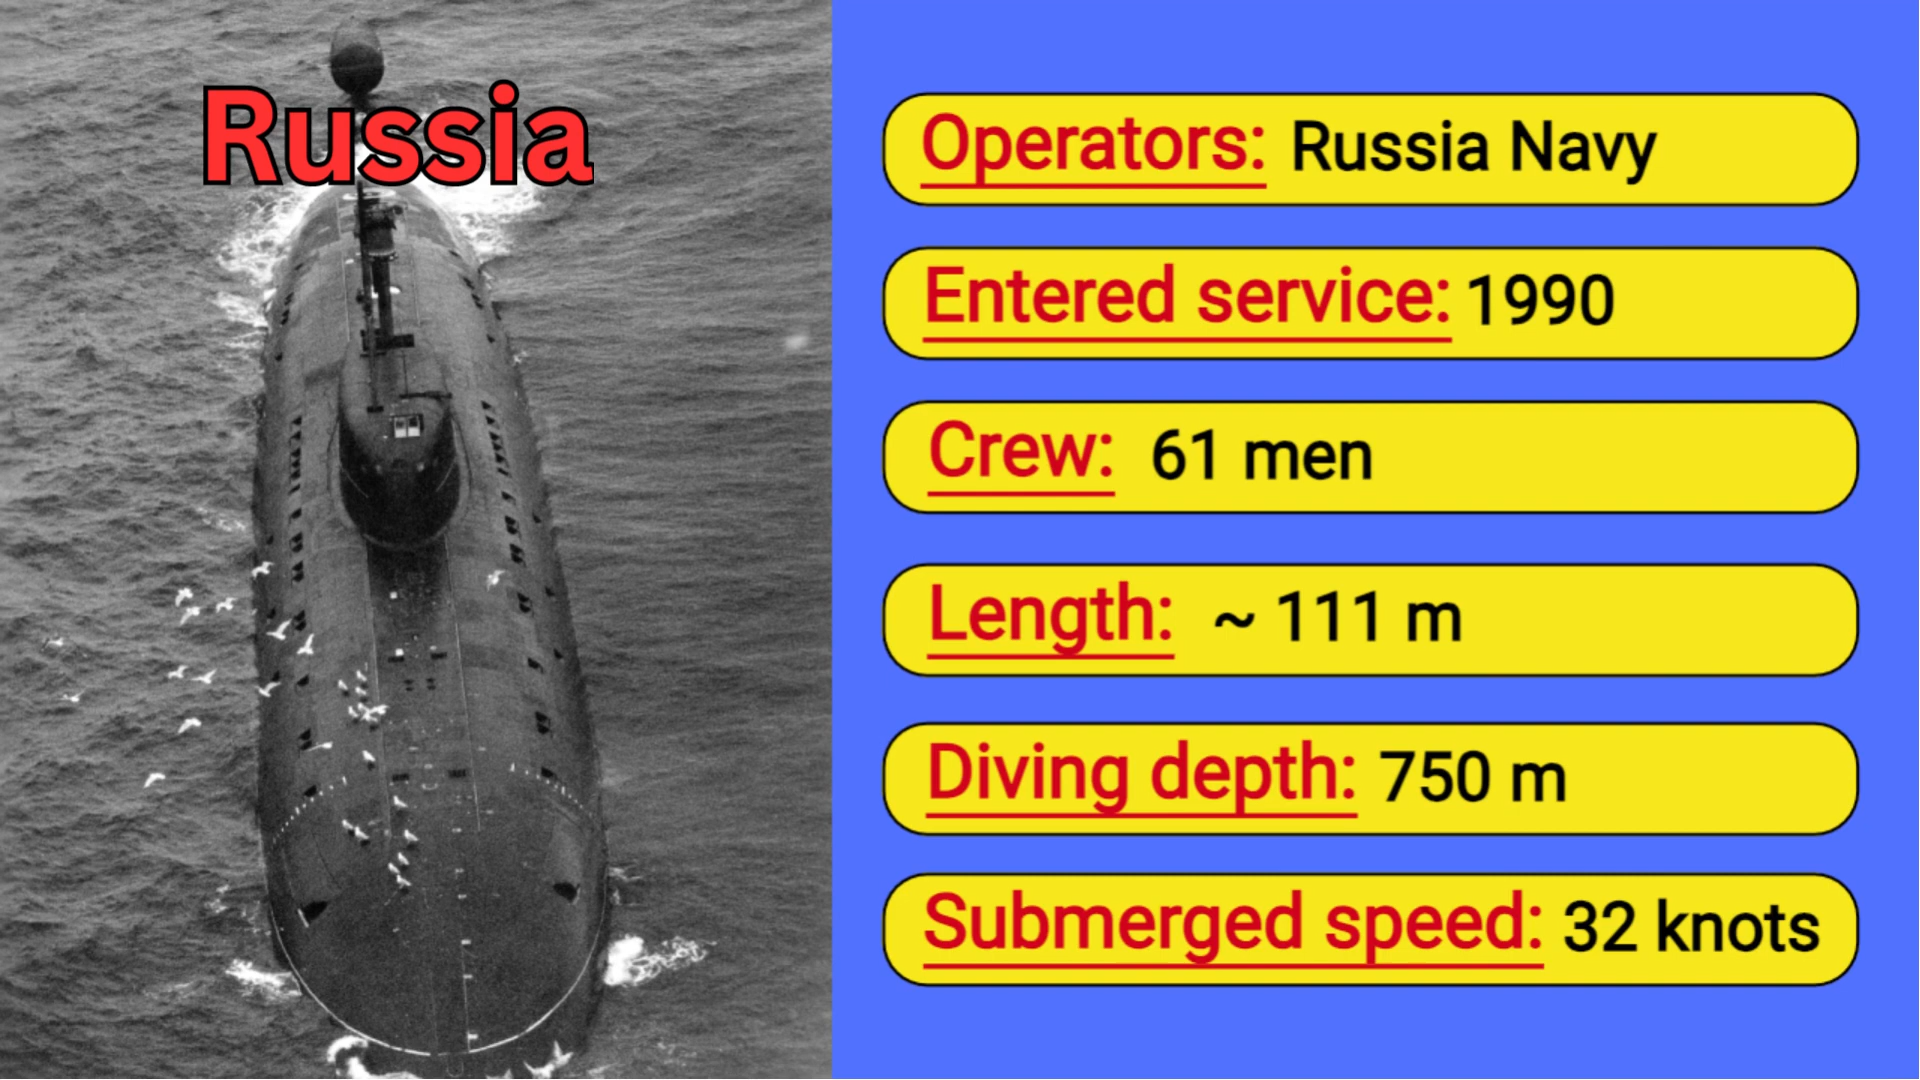 Russia
Operators: Russia Navy
Entered service: 1990
Crew: 61 men
Length: ~ 111 m
Diving depth: 750 m
Submerged speed: 32 knots